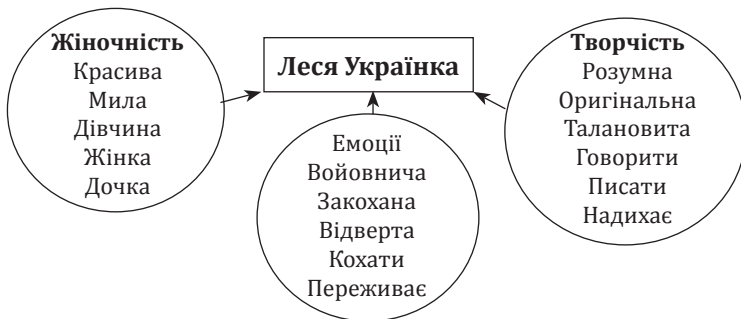 Жіночність
Красива
Мила
Дівчина
Жінка
Дочка
Леся Українка
Емоції
Войовнича
Закохана
Відверта
Кохати
Переживає
Творчість
Розумна
Оригінальна
Талановита
Говорити
Писати
Надихає